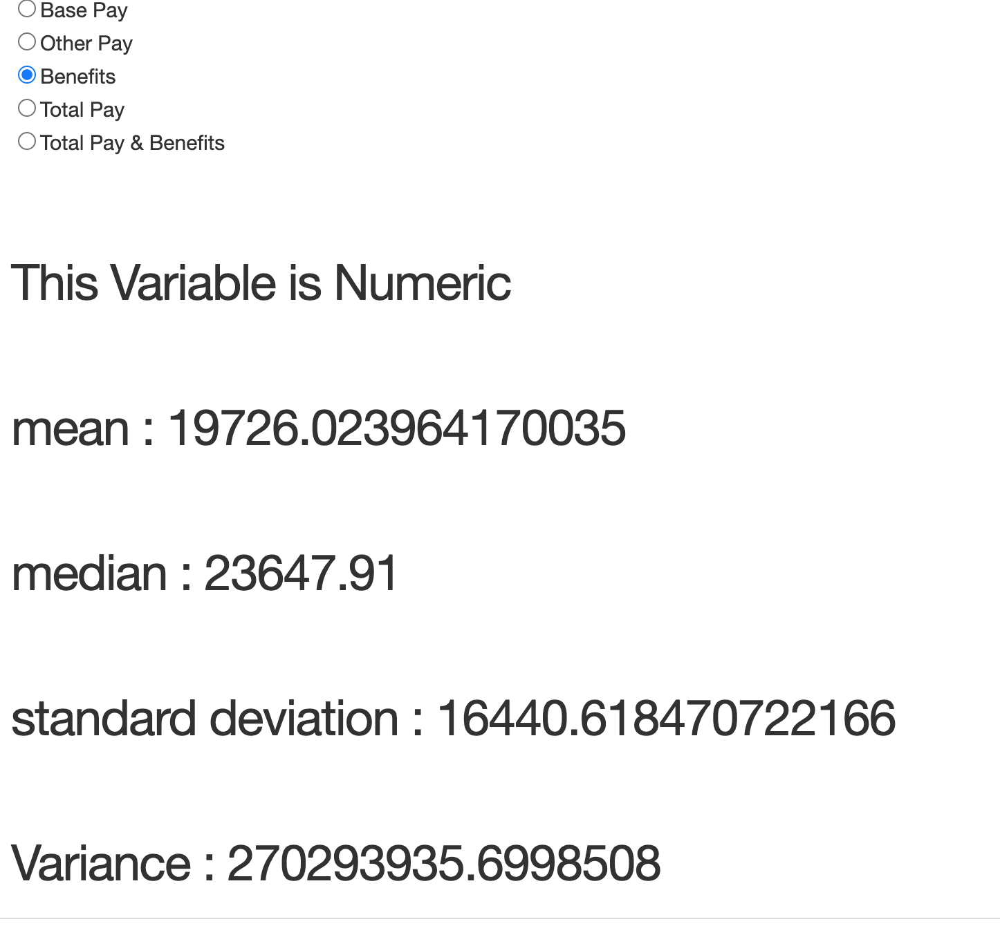 Base Pay
Other Pay
Benefits
Total Pay
Total Pay & Benefits
This Variable is Numeric
mean : 19726.023964170035
median : 23647.91
standard deviation : 16440.618470722166
Variance : 270293935.6998508